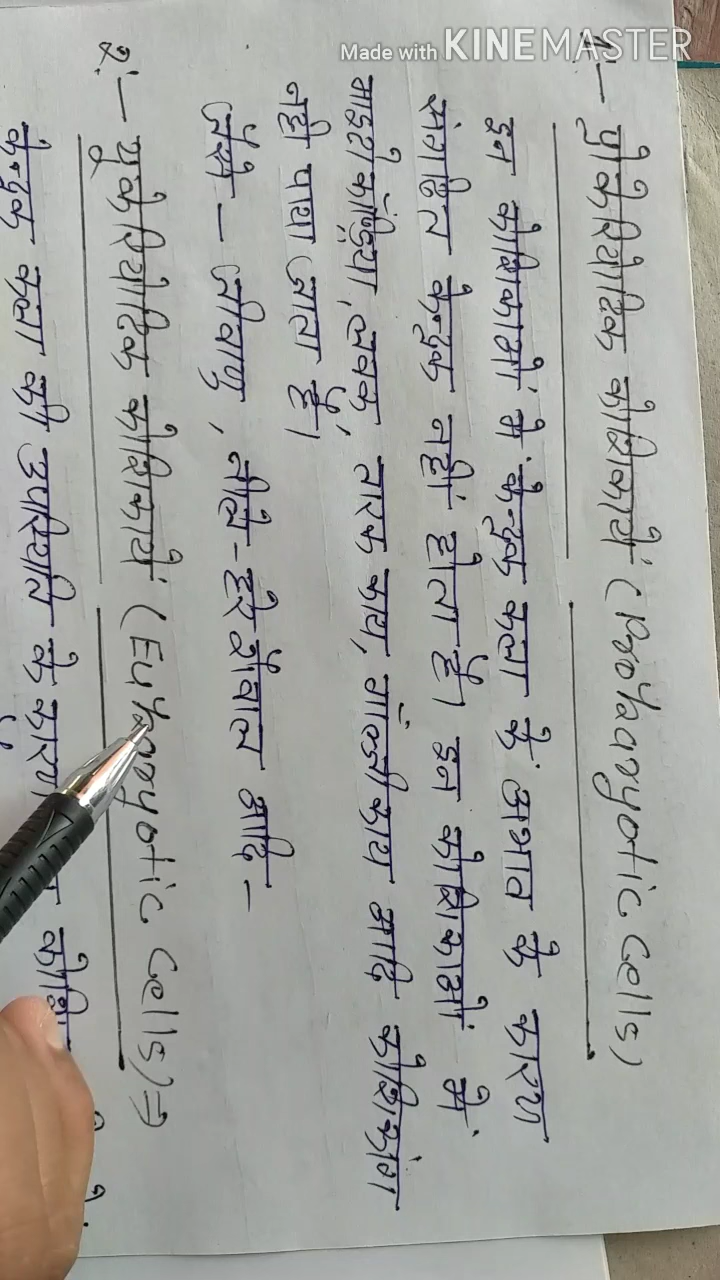 Made with KINEMASTER
1:- प्रोकैरियोटिक कोशिकायें (Prokaryotic Cells)
इन कोशिकाओं में केन्द्रक कला के अभाव के कारण
संगठित केन्द्रक नहीं होता है। इन कोशिकाओं में
माइटोकॉण्ड्रिया, लवक, तारक काय, गॉल्जीकाय आदि कोशिकांग
नही पाया जाता है।
जैसे - जीवाणु, नीले-हरे शैवाल आदि -
2:- यूकैरियोटिक कोशिकायें (Eukaryotic Cells) ⇒
केन्द्रक कला की उपस्थिति के कारण